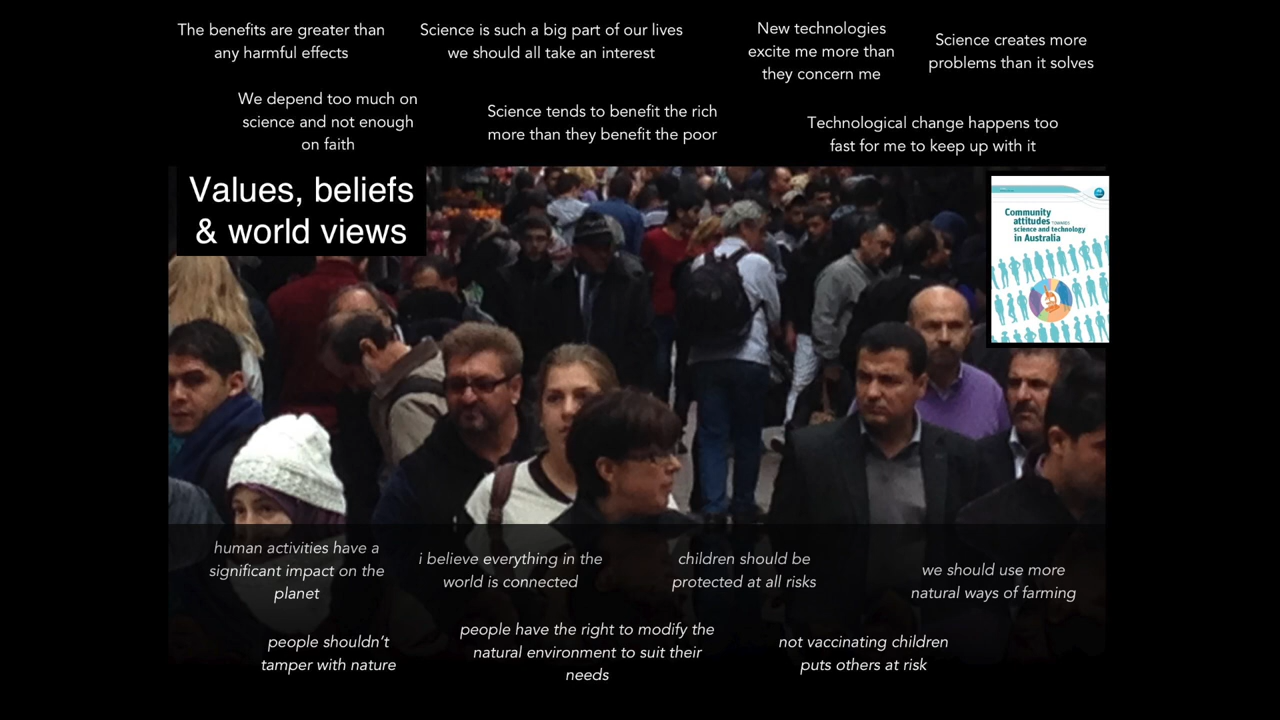 The benefits are greater than
any harmful effects
Science is such a big part of our lives
we should all take an interest
New technologies
excite me more than
they concern me
Science creates more
problems than it solves
We depend too much on
science and not enough
on faith
Science tends to benefit the rich
more than they benefit the poor
Technological change happens too
fast for me to keep up with it
Values, beliefs
& world views
Community
attitudes TOWARDS
science and technology
in Australia
human activities have a
significant impact on the
planet
i believe everything in the
world is connected
children should be
protected at all risks
we should use more
natural ways of farming
people shouldn't
tamper with nature
people have the right to modify the
natural environment to suit their
needs
not vaccinating children
puts others at risk